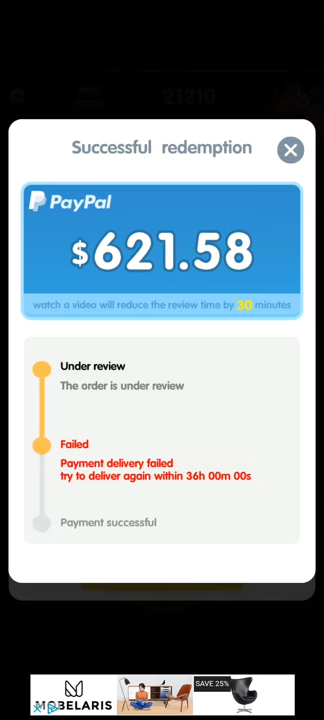 21210
Successful redemption
PayPal
$621.58
watch a video will reduce the review time by 30 minutes
Under review
The order is under review
Failed
Payment delivery failed
try to deliver again within 36h 00m 00s
Payment successful
SAVE 25%
MOBELARIS